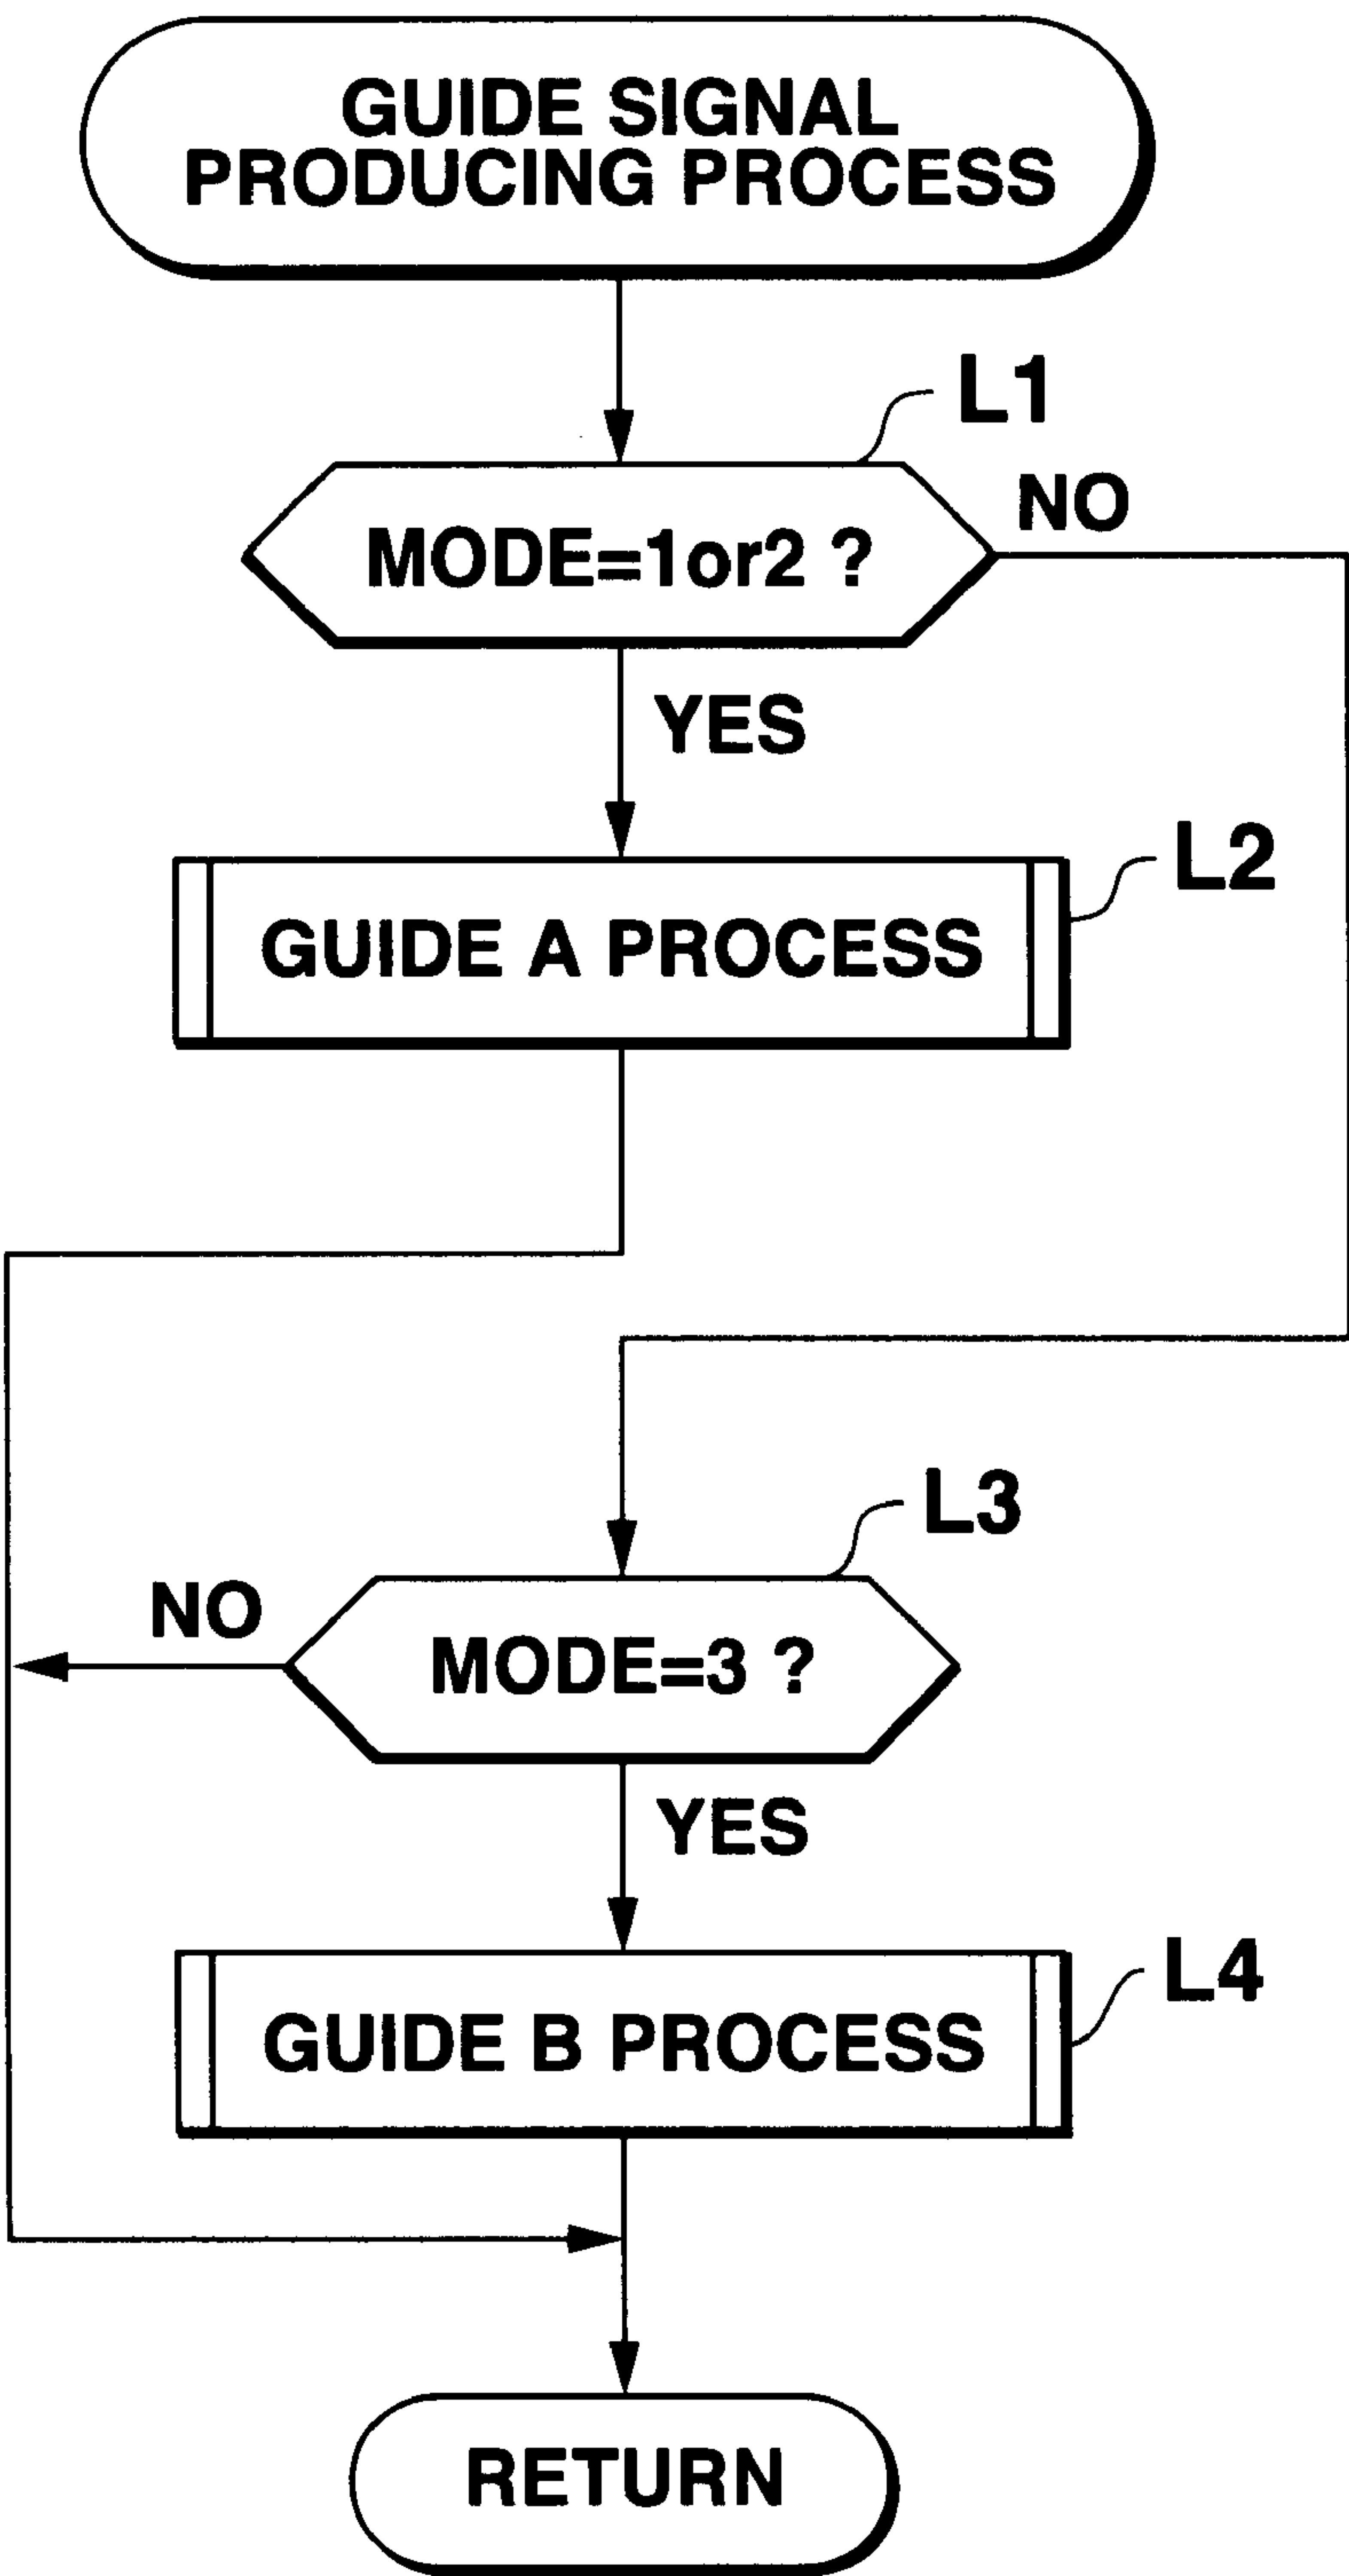 GUIDE SIGNAL
PRODUCING PROCESS
L1
MODE=1or2 ?
NO
YES
L2
GUIDE A PROCESS
L3
NO
MODE=3 ?
YES
L4
GUIDE B PROCESS
RETURN